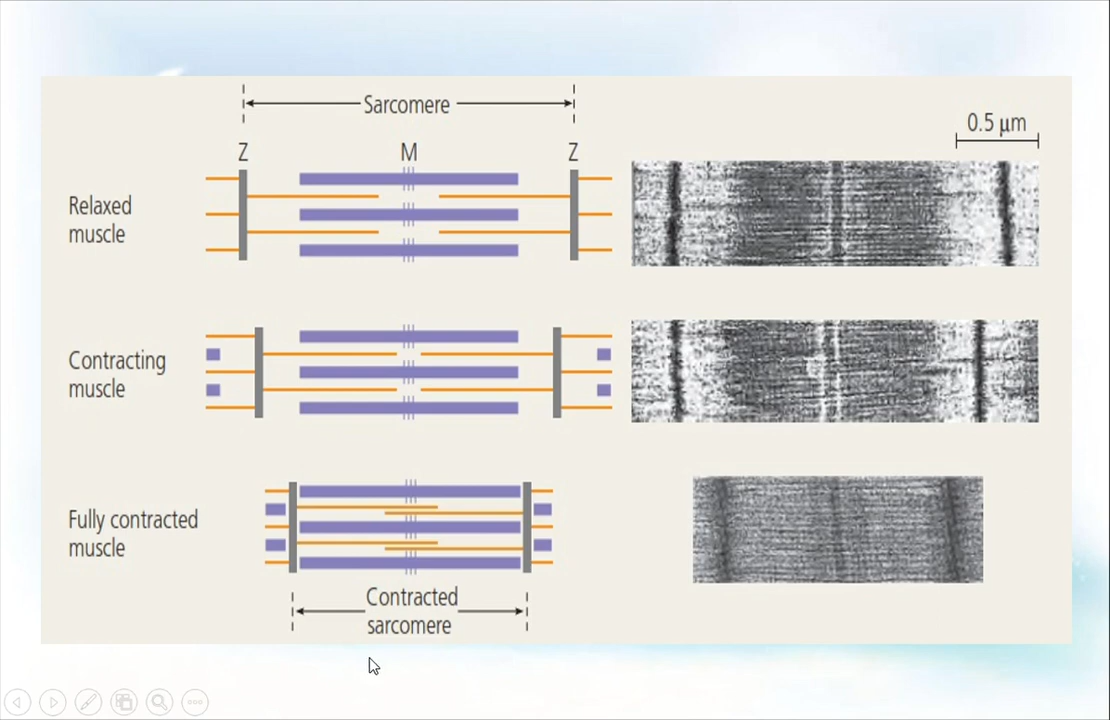 Sarcomere
0.5 μm
Z M Z
Relaxed
muscle
Contracting
muscle
Fully contracted
muscle
Contracted
sarcomere